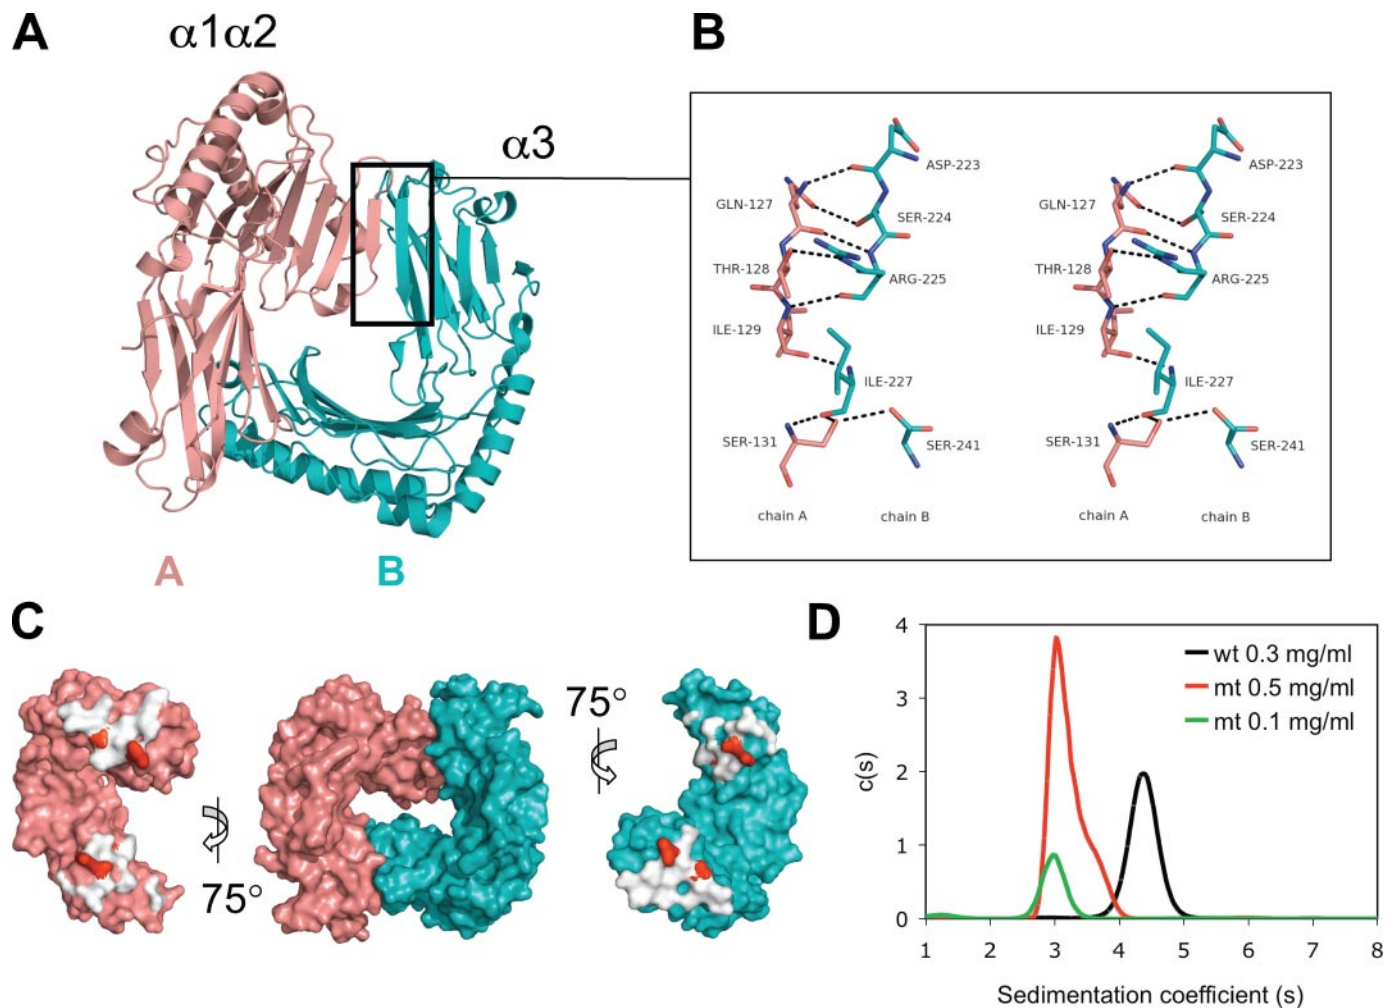 A
α1α2
α3
A
B
B
ASP-223
GLN-127
SER-224
THR-128
ARG-225
ILE-129
ILE-227
SER-131
SER-241
chain A
chain B
ASP-223
GLN-127
SER-224
THR-128
ARG-225
ILE-129
ILE-227
SER-131
SER-241
chain A
chain B
C
75°
75°
D
4
3
2
1
0
c(s)
wt 0.3 mg/ml
mt 0.5 mg/ml
mt 0.1 mg/ml
1 2 3 4 5 6 7 8
Sedimentation coefficient (s)